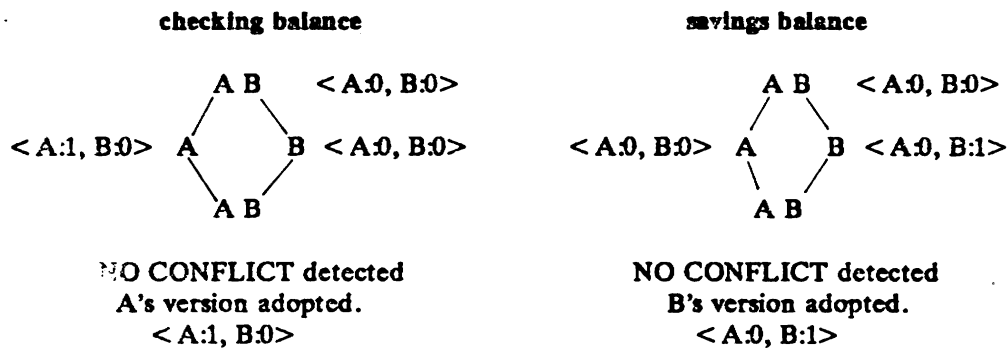 checking balance
savings balance
A B < A:0, B:0>
A B < A:0, B:0>
< A:1, B:0> A B < A:0, B:0>
< A:0, B:0> A B < A:0, B:1>
A B
A B
NO CONFLICT detected
A's version adopted.
< A:1, B:0>
NO CONFLICT detected
B's version adopted.
< A:0, B:1>